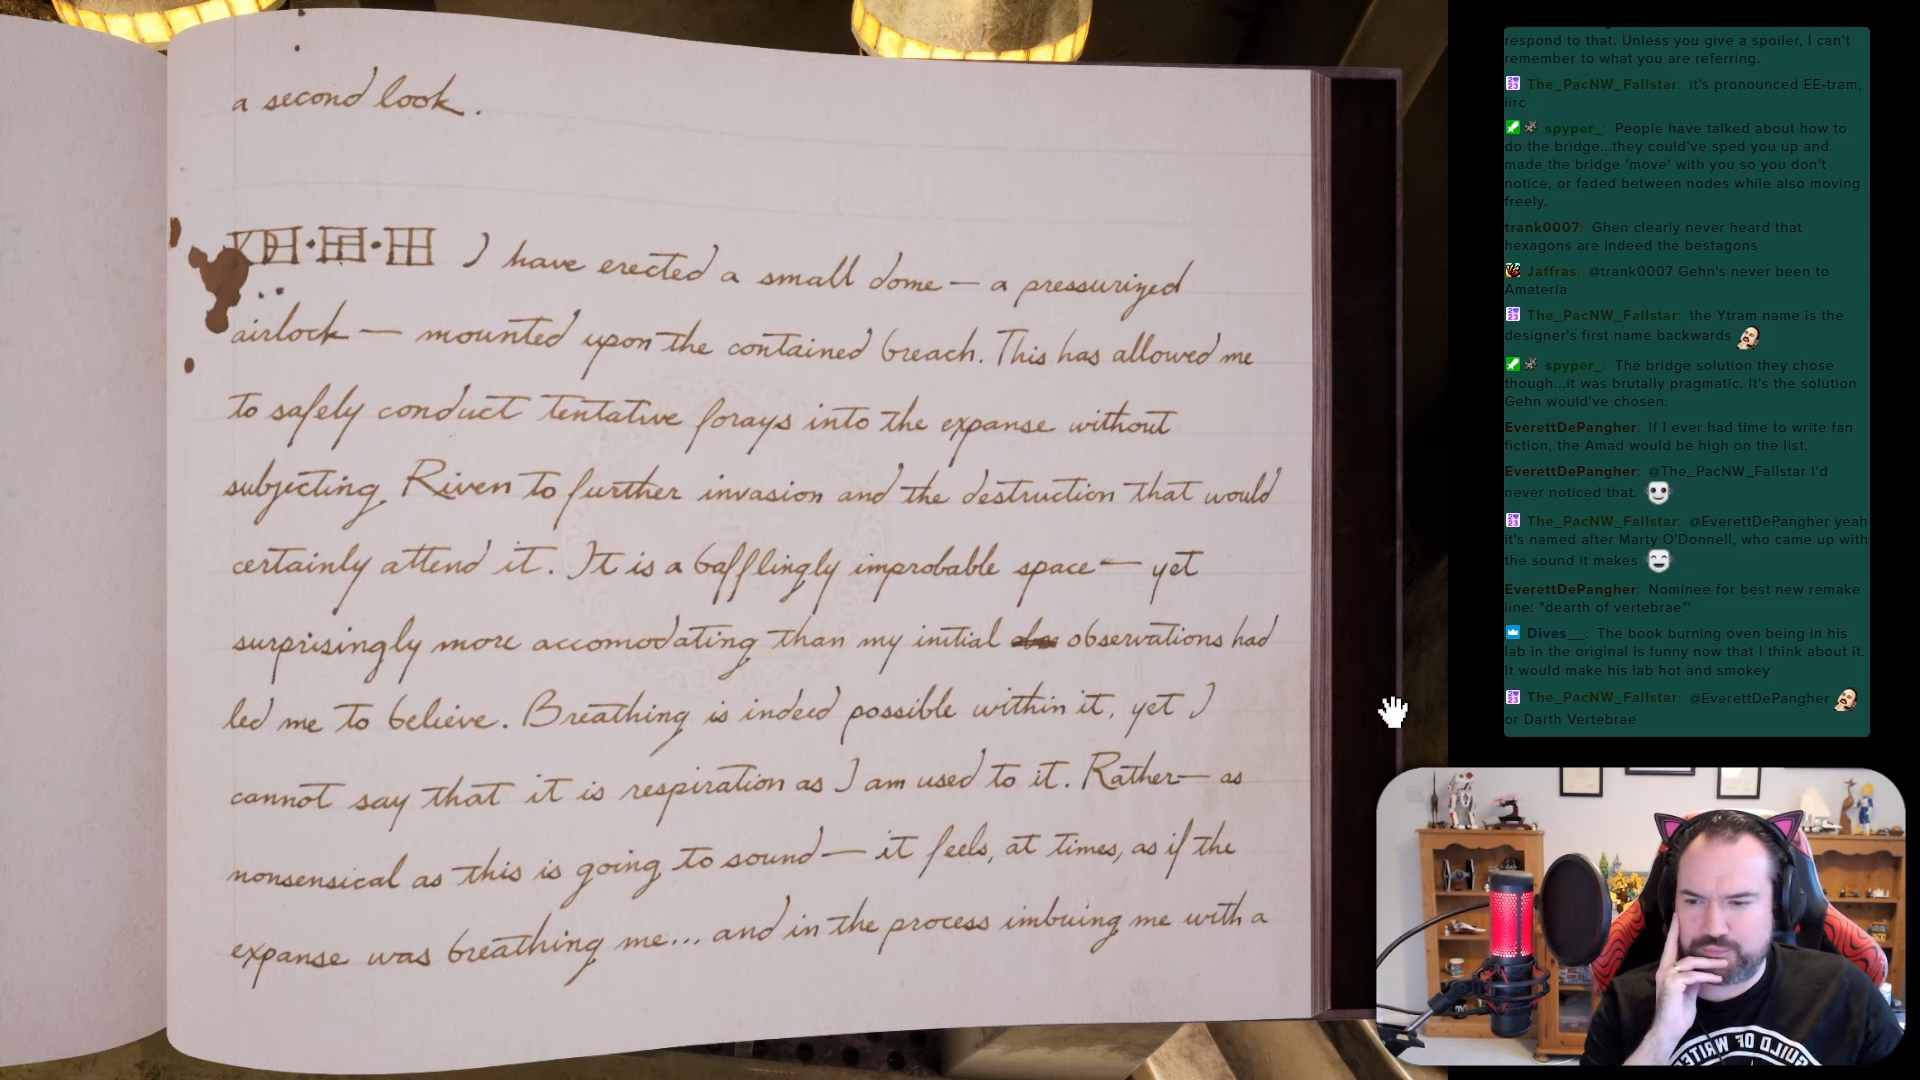 a second look.
I have erected a small dome — a pressurized
airlock — mounted upon the contained breach. This has allowed me
to safely conduct tentative forays into the expanse without
subjecting Riven to further invasion and the destruction that would
certainly attend it. It is a bafflingly improbable space — yet
surprisingly more accomodating than my initial observations had
led me to believe. Breathing is indeed possible within it, yet I
cannot say that it is respiration as I am used to it. Rather — as
nonsensical as this is going to sound — it feels, at times, as if the
expanse was breathing me... and in the process imbuing me with a
respond to that. Unless you give a spoiler, I can't
remember to what you are referring.
The_PacNW_Fallstar: it's pronounced EE-tram,
iirc
spyper_: People have talked about how to
do the bridge...they could've sped you up and
made the bridge 'move' with you so you don't
notice, or faded between nodes while also moving
freely.
trank0007: Ghen clearly never heard that
hexagons are indeed the bestagons
Jaffras: @trank0007 Gehn's never been to
Amateria
The_PacNW_Fallstar: the Ytram name is the
designer's first name backwards
spyper_: The bridge solution they chose
though...it was brutally pragmatic. It's the solution
Gehn would've chosen.
EverettDePangher: If I ever had time to write fan
fiction, the Amad would be high on the list.
EverettDePangher: @The_PacNW_Fallstar I'd
never noticed that.
The_PacNW_Fallstar: @EverettDePangher yeah
it's named after Marty O'Donnell, who came up with
the sound it makes
EverettDePangher: Nominee for best new remake
line: "dearth of vertebrae"'
Dives__: The book burning oven being in his
lab in the original is funny now that I think about it.
It would make his lab hot and smokey
The_PacNW_Fallstar: @EverettDePangher
or Darth Vertebrae
GUILD OF WRITE